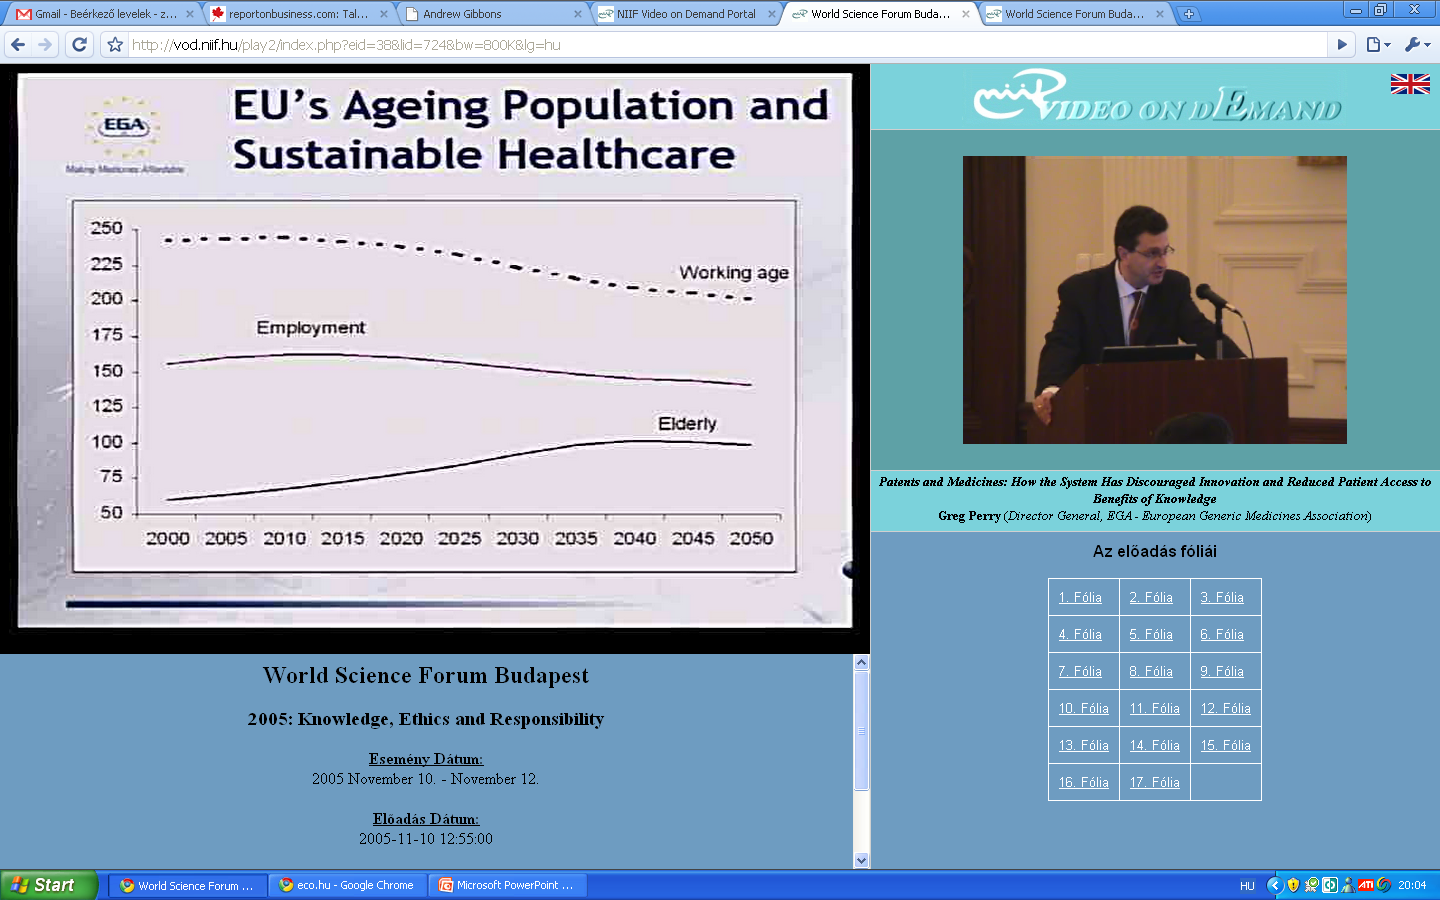 Gmail - Beérkező levelek - z...
reportonbusiness.com: Tal...
Andrew Gibbons
NIIF Video on Demand Portal
World Science Forum Buda...
World Science Forum Buda...
http://vod.niif.hu/play2/index.php?eid=38&lid=724&bw=800K&lg=hu
EGA
Making Medicines Affordable
EU's Ageing Population and
Sustainable Healthcare
250
225
200
175
150
125
100
75
50
Working age
Employment
Elderly
2000 2005 2010 2015 2020 2025 2030 2035 2040 2045 2050
VIDEO ON dEmAND
Patents and Medicines: How the System Has Discouraged Innovation and Reduced Patient Access to
Benefits of Knowledge
Greg Perry (Director General, EGA - European Generic Medicines Association)
Az előadás fóliái
1. Fólia 2. Fólia 3. Fólia
4. Fólia 5. Fólia 6. Fólia
7. Fólia 8. Fólia 9. Fólia
10. Fólia 11. Fólia 12. Fólia
13. Fólia 14. Fólia 15. Fólia
16. Fólia 17. Fólia
World Science Forum Budapest
2005: Knowledge, Ethics and Responsibility
Esemény Dátum:
2005 November 10. - November 12.
Előadás Dátum:
2005-11-10 12:55:00
Start
World Science Forum ...
eco.hu - Google Chrome
Microsoft PowerPoint ...
HU
ATI
20:04